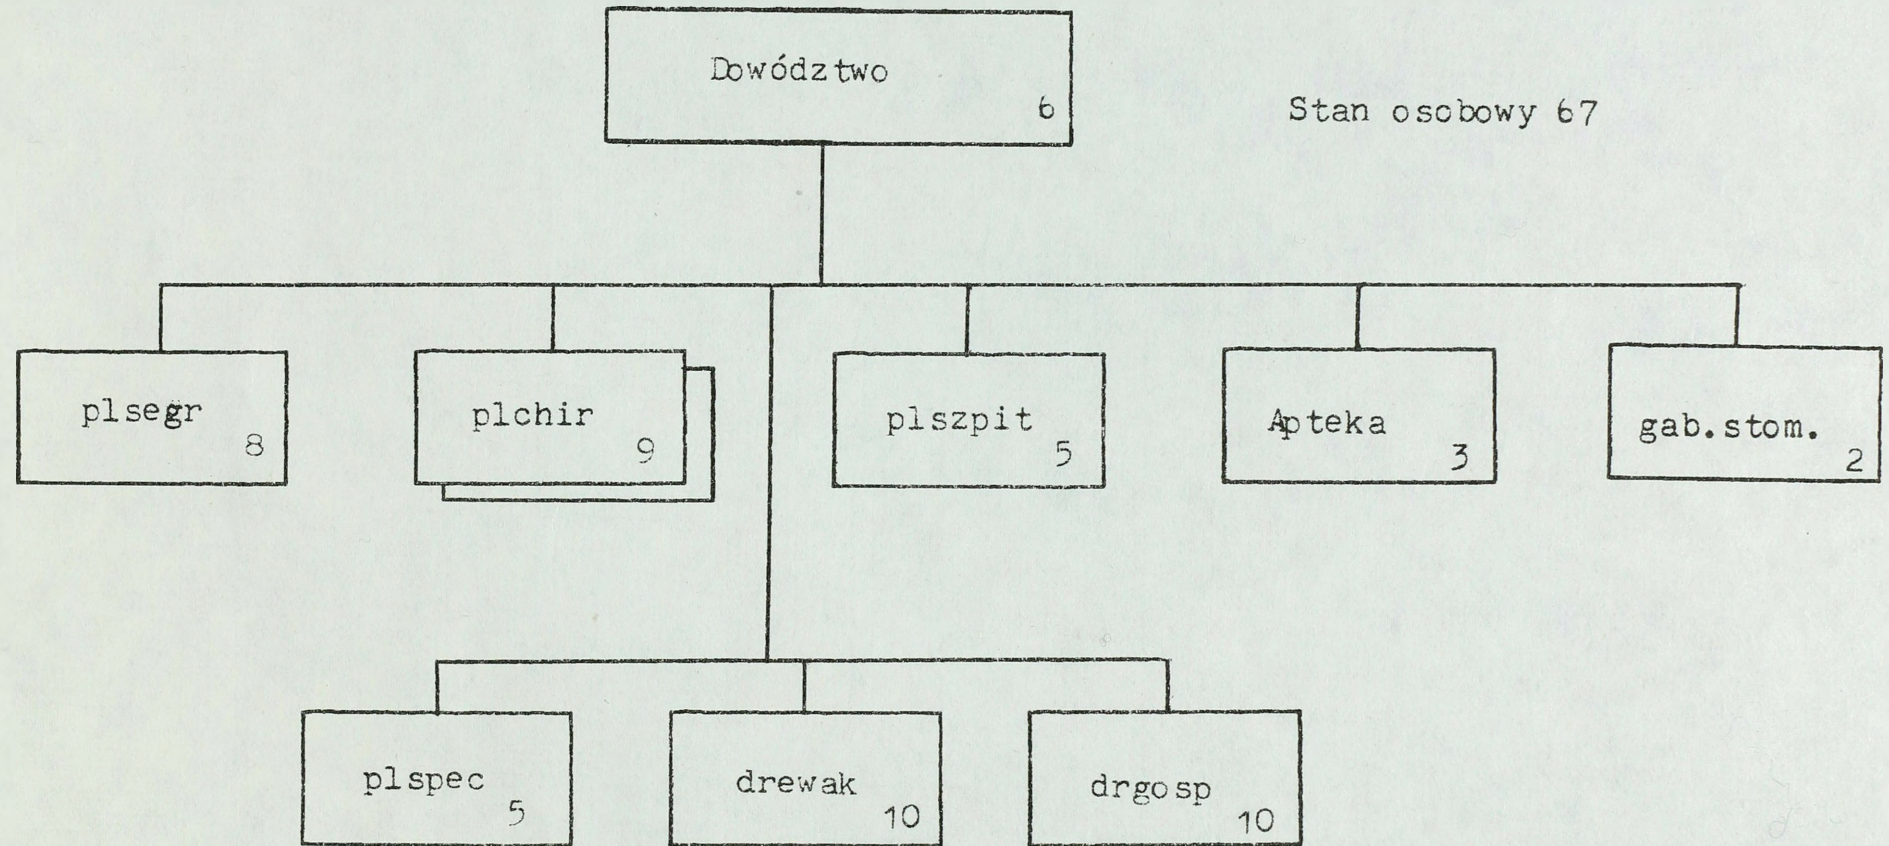 Dowództwo
6
Stan osobowy 67
plsegr
8
plchir
9
plszpit
5
Apteka
3
gab.stom.
2
plspec
5
drewak
10
drgosp
10